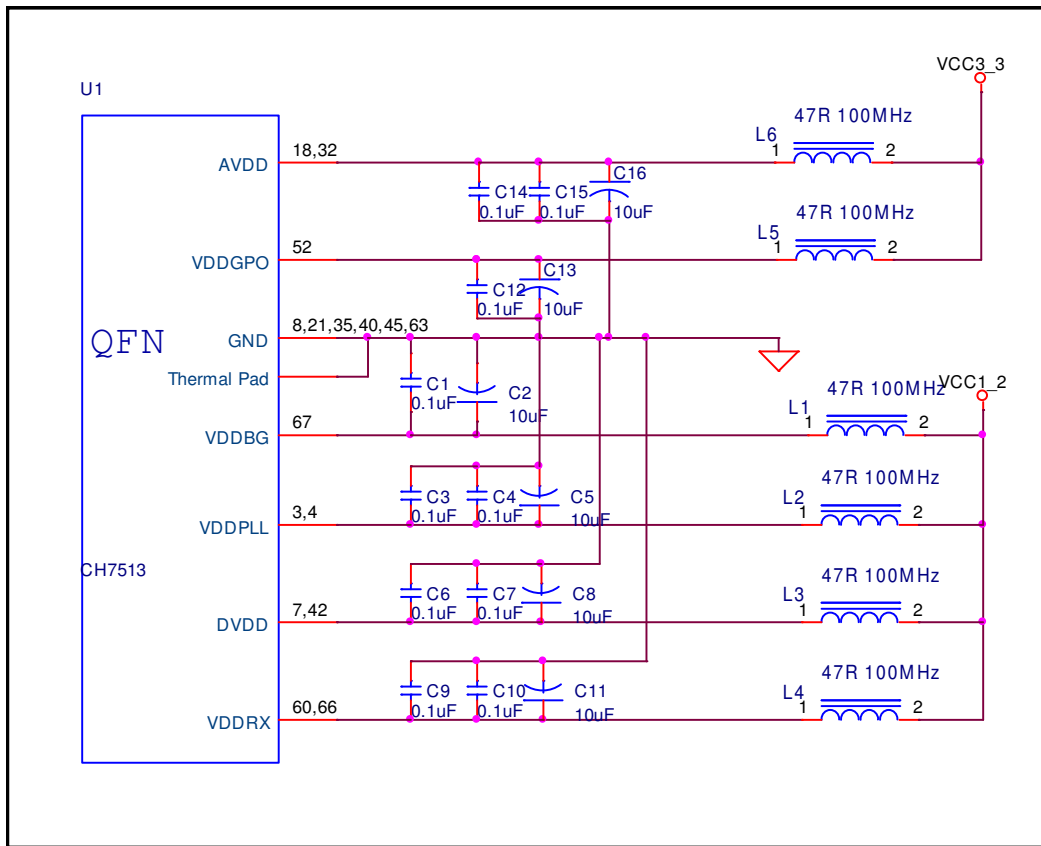 VCC3_3
U1
47R 100MHz
L6
1
2
18,32
AVDD
C14
0.1uF
C15
0.1uF
C16
10uF
47R 100MHz
L5
1
2
52
VDDGPO
C12
0.1uF
C13
10uF
8,21,35,40,45,63
GND
QFN
Thermal Pad
C1
0.1uF
C2
10uF
VCC1_2
47R 100MHz
L1
1
2
67
VDDBG
47R 100MHz
L2
1
2
C3
0.1uF
C4
0.1uF
C5
10uF
3,4
VDDPLL
CH7513
47R 100MHz
L3
1
2
C6
0.1uF
C7
0.1uF
C8
10uF
7,42
DVDD
47R 100MHz
L4
1
2
C9
0.1uF
C10
0.1uF
C11
10uF
60,66
VDDRX